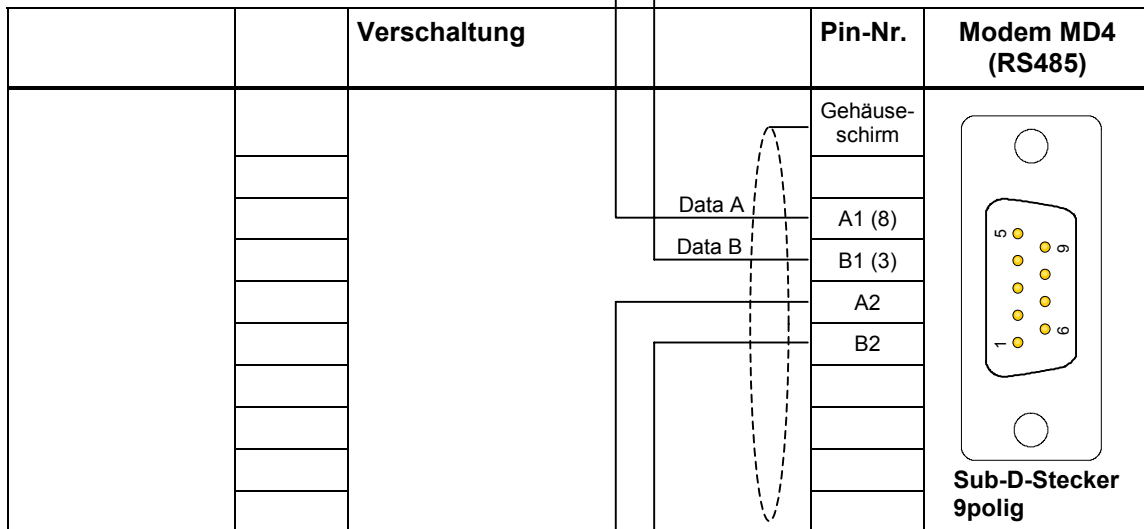 Verschaltung
Pin-Nr.
Modem MD4
(RS485)
Gehäuse-
schirm
Data A
A1 (8)
Data B
B1 (3)
A2
B2
5
9
1
6
Sub-D-Stecker
9polig